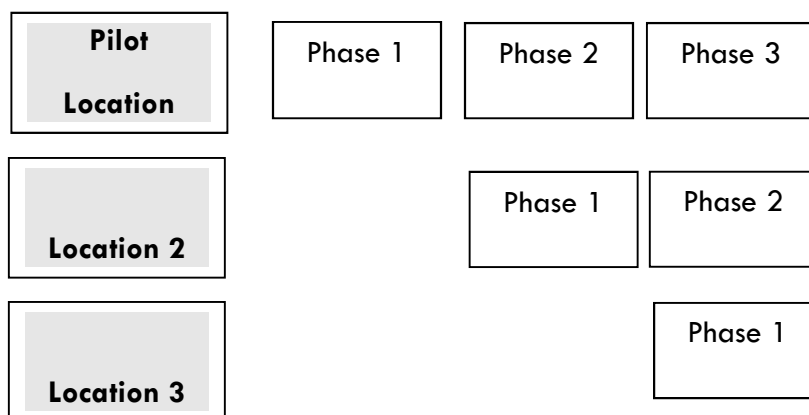 Pilot
Location
Phase 1
Phase 2
Phase 3
Location 2
Phase 1
Phase 2
Location 3
Phase 1